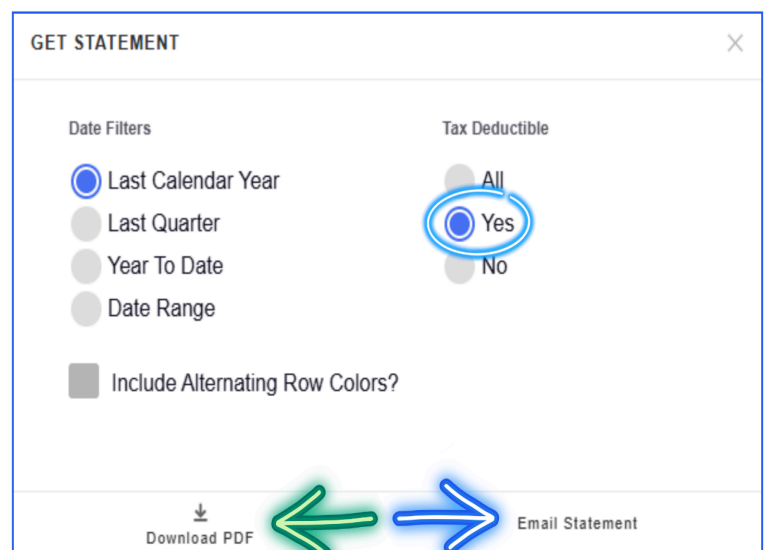 GET STATEMENT
Date Filters
Tax Deductible
Last Calendar Year
All
Last Quarter
Yes
Year To Date
No
Date Range
Include Alternating Row Colors?
Download PDF
Email Statement